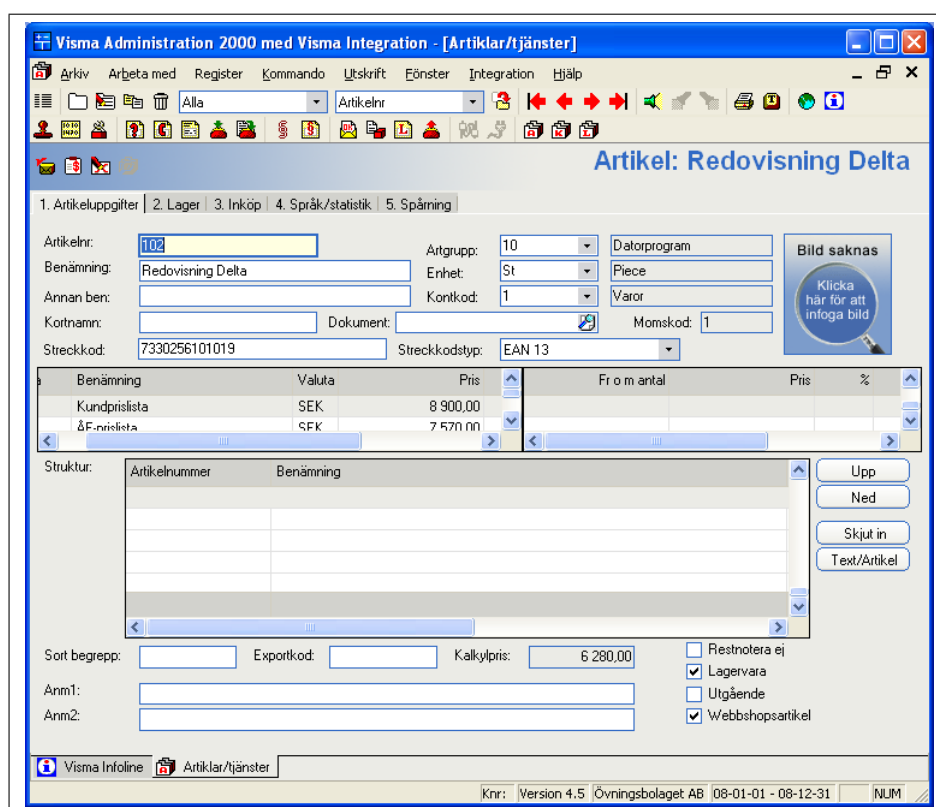 Visma Administration 2000 med Visma Integration - [Artiklar/tjänster]
Arkiv Arbeta med Register Kommando Utskrift Fönster Integration Hjälp
Alla Artikelnr
Artikel: Redovisning Delta
1. Artikeluppgifter 2. Lager 3. Inköp 4. Språk/statistik 5. Spårning
Artikelnr: 102 Artgrupp: 10 Datorprogram
Benämning: Redovisning Delta Enhet: St Piece
Annan ben: Kontkod: 1 Varor
Kortnamn: Dokument: Momskod: 1
Streckkod: 7330256101019 Streckkodstyp: EAN 13
Bild saknas
Klicka
här för att
infoga bild
Benämning Valuta Pris Fr o m antal Pris %
Kundprislista SEK 8 900,00
ÅF-prislista SEK 7 570,00
Struktur: Artikelnummer Benämning
Upp
Ned
Skjut in
Text/Artikel
Sort begrepp: Exportkod: Kalkylpris: 6 280,00
Restnotera ej
Lagervara
Utgående
Webbshopsartikel
Anm1:
Anm2:
Visma Infoline Artiklar/tjänster
Knr: Version 4.5 Övningsbolaget AB 08-01-01 - 08-12-31 NUM